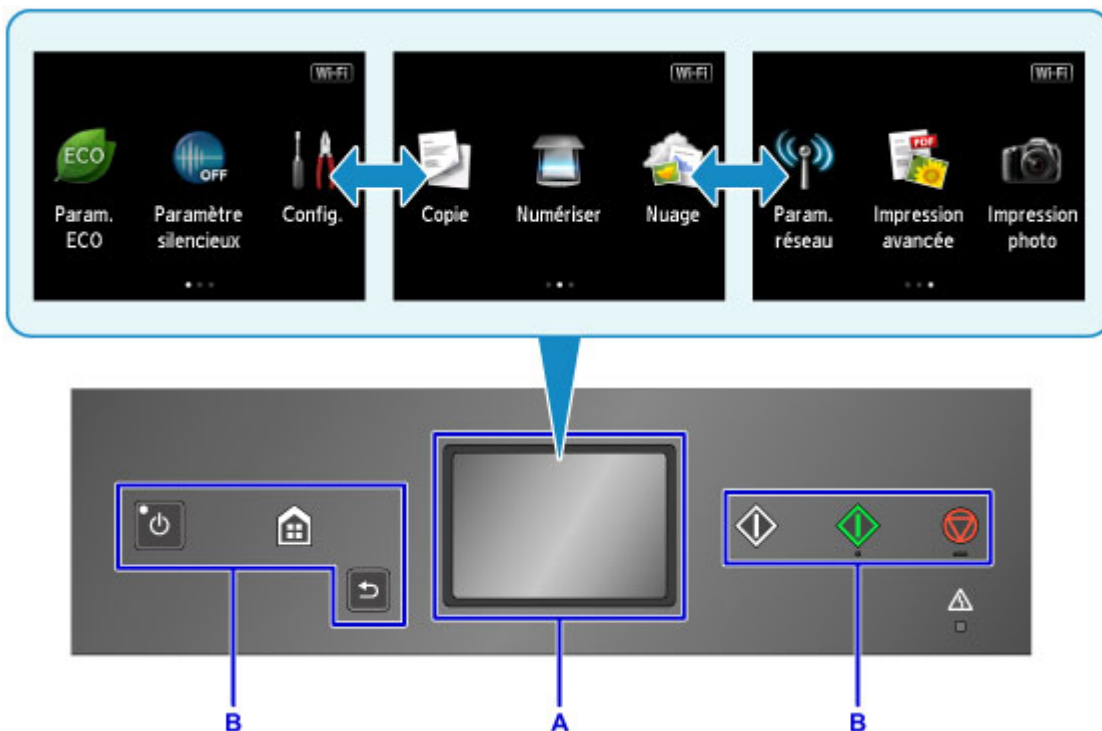 Wi-Fi
ECO
OFF
Param.
ECO
Paramètre
silencieux
Config.
Wi-Fi
Copie
Numériser
Nuage
Wi-Fi
PDF
Param.
réseau
Impression
avancée
Impression
photo
B
A
B